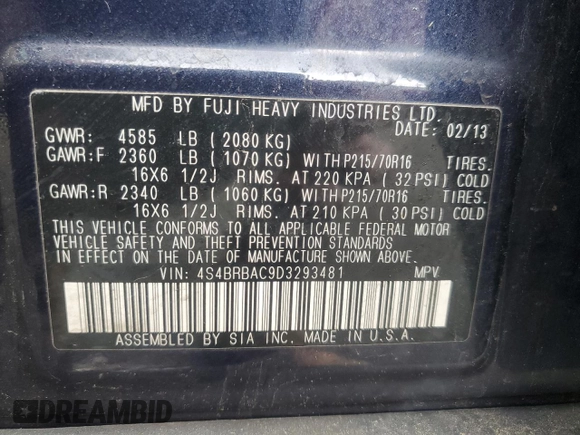 MFD BY FUJI HEAVY INDUSTRIES LTD.
DATE: 02/13
GVWR: 4585 LB ( 2080 KG)
GAWR:F 2360 LB ( 1070 KG) WITH P215/70R16 TIRES.
16X6 1/2J RIMS. AT 220 KPA ( 32 PSI) COLD
GAWR:R 2340 LB ( 1060 KG) WITH P215/70R16 TIRES.
16X6 1/2J RIMS. AT 210 KPA ( 30 PSI) COLD
THIS VEHICLE CONFORMS TO ALL APPLICABLE FEDERAL MOTOR
VEHICLE SAFETY AND THEFT PREVENTION STANDARDS
IN EFFECT ON THE DATE OF MANUFACTURE SHOWN ABOVE.
VIN: 4S4BRBAC9D3293481 MPV
ASSEMBLED BY SIA INC. MADE IN U.S.A.
DREAMBID